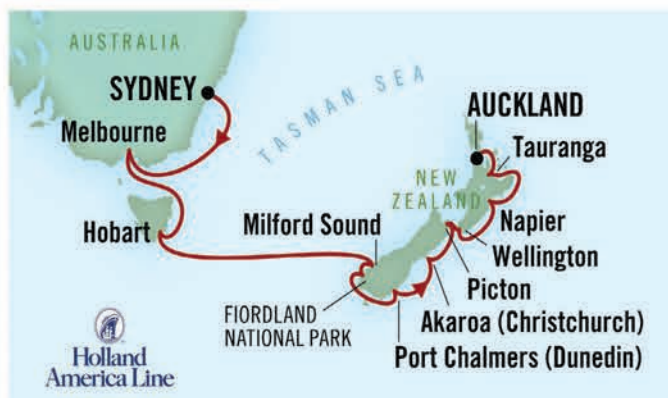 AUSTRALIA
SYDNEY
Melbourne
Hobart
TASMAN SEA
AUCKLAND
Tauranga
NEW
ZEALAND
Napier
Milford Sound
Wellington
Picton
FIORDLAND
NATIONAL PARK
Akaroa (Christchurch)
Port Chalmers (Dunedin)
Holland
America Line